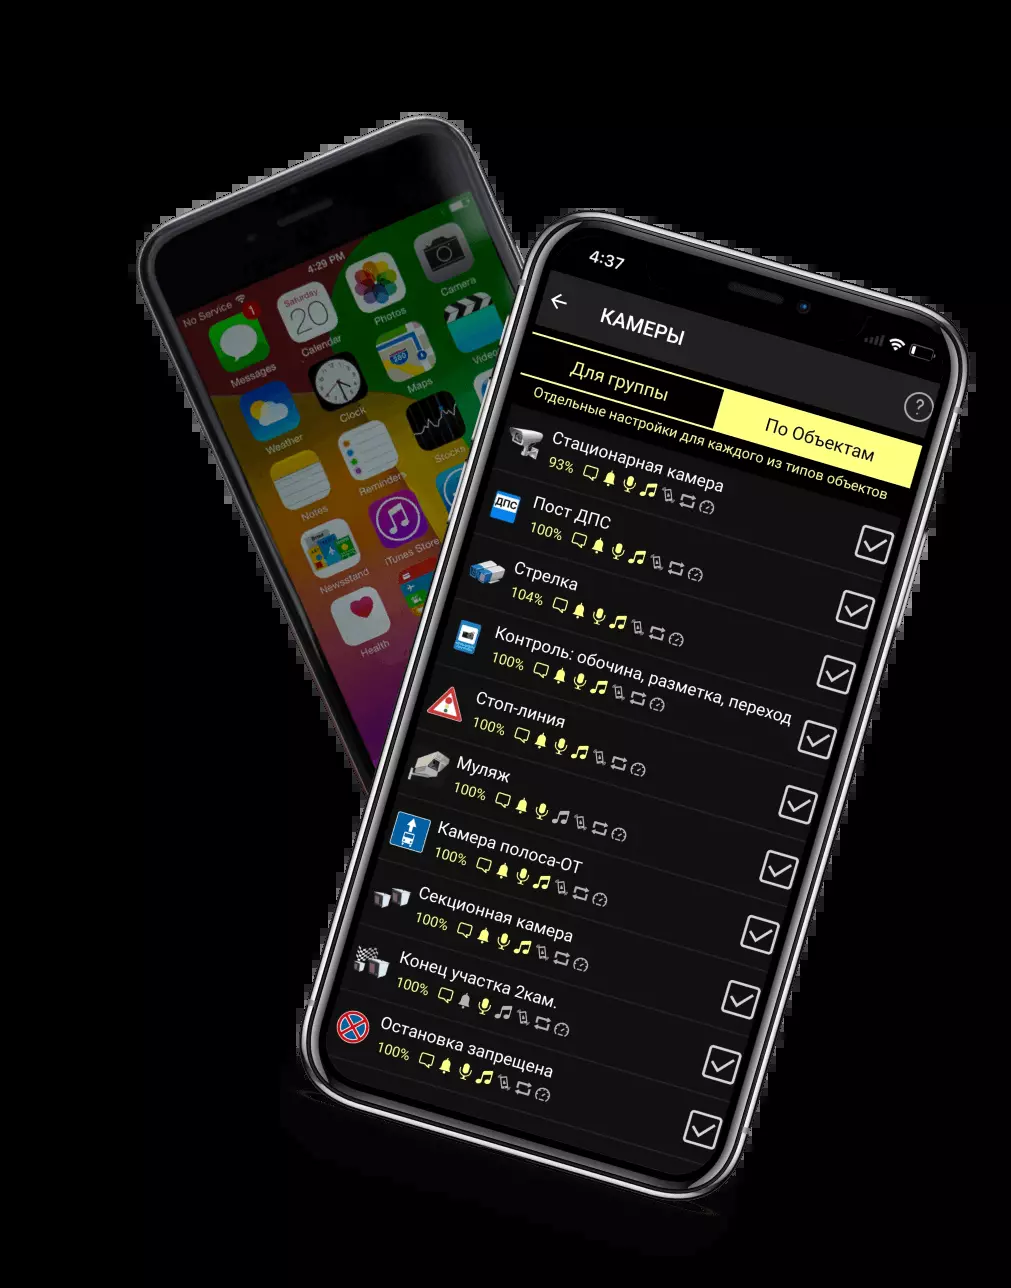 No Service
4:29 PM
1
Messages
Saturday
20
Calendar
Photos
Camera
Weather
Clock
280
Maps
Notes
Reminders
Stocks
Newsstand
iTunes Store
Health
4:37
КАМЕРЫ
?
Для группы
По Объектам
Отдельные настройки для каждого из типов объектов
Стационарная камера
93%
ДПС
Пост ДПС
100%
Стрелка
104%
Контроль: обочина, разметка, переход
100%
Стоп-линия
100%
Муляж
100%
Камера полоса-ОТ
100%
Секционная камера
100%
Конец участка 2кам.
100%
Остановка запрещена
100%